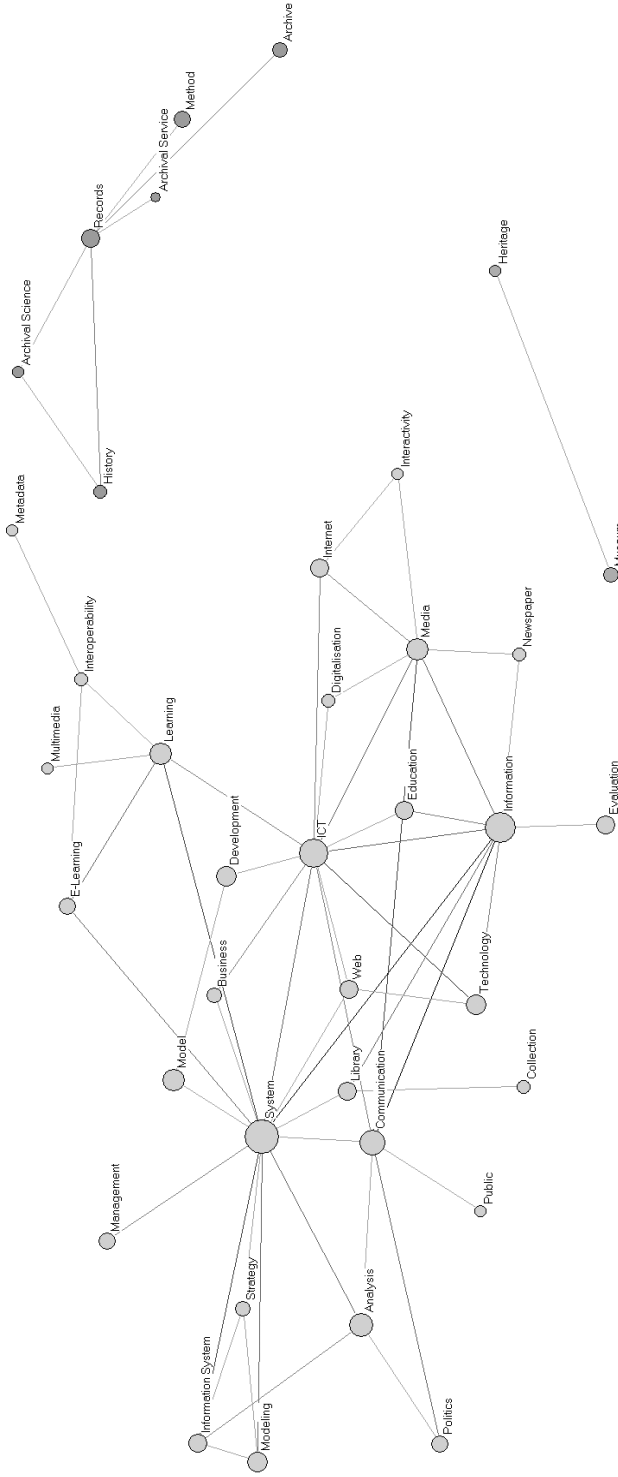 Archive
Method
Archival Service
Records
Archival Science
History
Metadata
Heritage
Interactivity
Internet
Interoperability
Multimedia
Learning
Digitalisation
Media
Newspaper
E-Learning
Development
ICT
Education
Information
Evaluation
Business
Web
Technology
Model
System
Library
Communication
Collection
Management
Public
Strategy
Analysis
Information System
Modeling
Politics